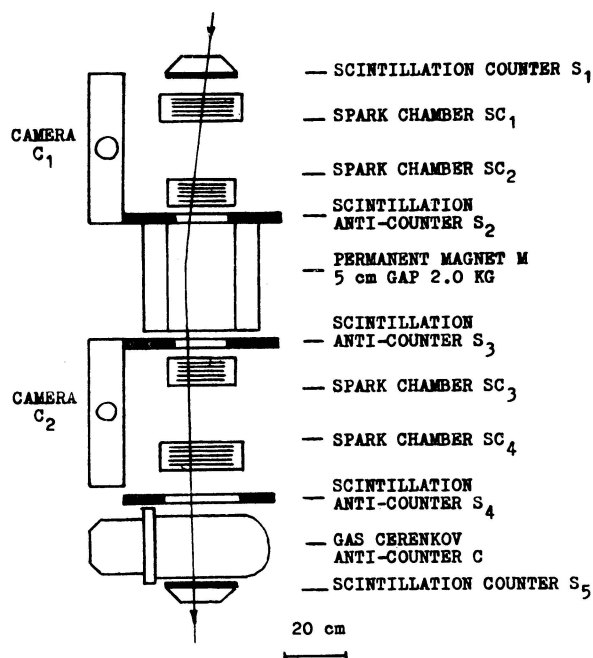 SCINTILLATION COUNTER S1
SPARK CHAMBER SC1
CAMERA
C1
SPARK CHAMBER SC2
SCINTILLATION
ANTI-COUNTER S2
PERMANENT MAGNET M
5 cm GAP 2.0 KG
SCINTILLATION
ANTI-COUNTER S3
SPARK CHAMBER SC3
CAMERA
C2
SPARK CHAMBER SC4
SCINTILLATION
ANTI-COUNTER S4
GAS CERENKOV
ANTI-COUNTER C
SCINTILLATION COUNTER S5
20 cm